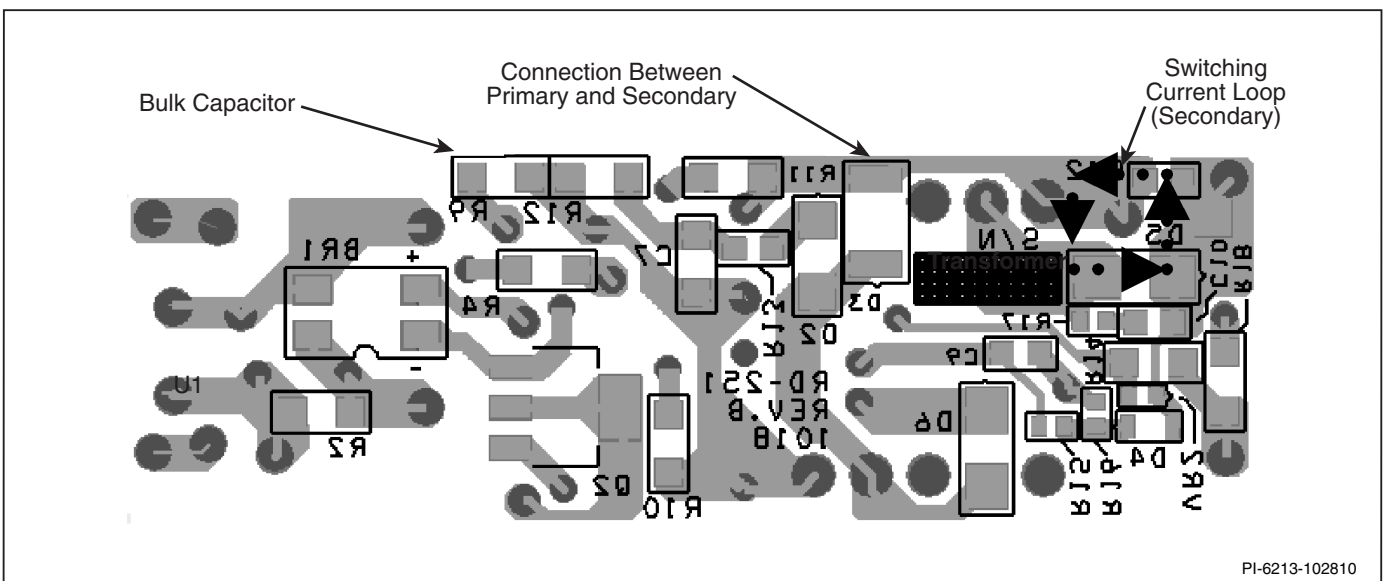 Bulk Capacitor
Connection Between
Primary and Secondary
Switching
Current Loop
(Secondary)
R11
R9
R12
BR1
+
C7
S/N
D5
Transformer
C10
R18
R4
R13
D2
D3
R17
-
U1
R2
Q2
R10
RD-251
REV.B
1018
C9
R14
D6
R15
R16
D4
VR2
PI-6213-102810